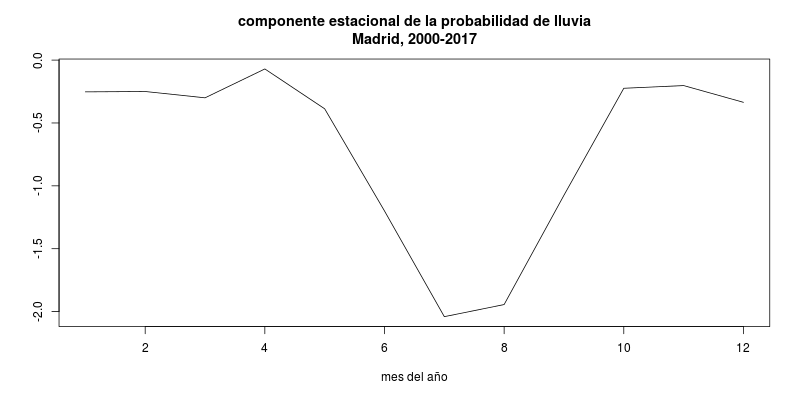 componente estacional de la probabilidad de lluvia
Madrid, 2000-2017
0.0
-0.5
-1.0
-1.5
-2.0
2 4 6 8 10 12
mes del año